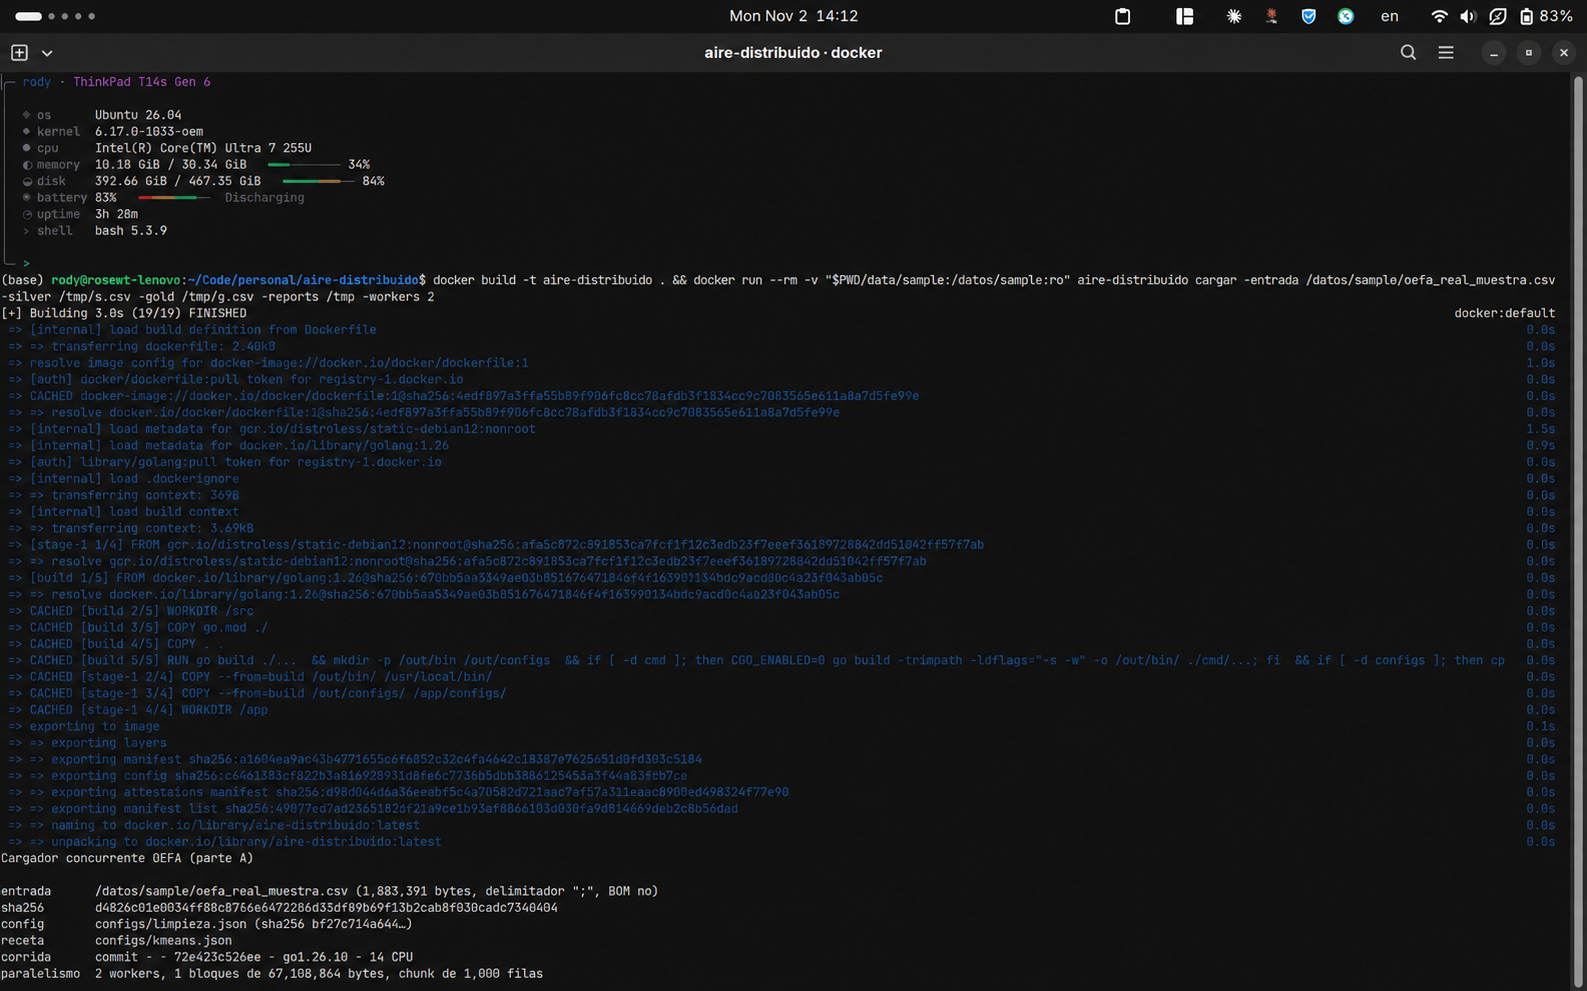 Mon Nov 2 14:12
en
83%
aire-distribuido · docker
rody - ThinkPad T14s Gen 6
os Ubuntu 26.04
kernel 6.17.0-1033-oem
cpu Intel(R) Core(TM) Ultra 7 255U
memory 10.18 GiB / 30.34 GiB 34%
disk 392.66 GiB / 467.35 GiB 84%
battery 83% Discharging
uptime 3h 28m
> shell bash 5.3.9
>
(base) rody@rosewt-lenovo:~/Code/personal/aire-distribuido$ docker build -t aire-distribuido . && docker run --rm -v "$PWD/data/sample:/datos/sample:ro" aire-distribuido cargar -entrada /datos/sample/oefa_real_muestra.csv
-silver /tmp/s.csv -gold /tmp/g.csv -reports /tmp -workers 2
[+] Building 3.0s (19/19) FINISHED docker:default
=> [internal] load build definition from Dockerfile 0.0s
=> => transferring dockerfile: 2.40kB 0.0s
=> resolve image config for docker-image://docker.io/docker/dockerfile:1 1.0s
=> [auth] docker/dockerfile:pull token for registry-1.docker.io 0.0s
=> CACHED docker-image://docker.io/docker/dockerfile:1@sha256:4edf897a3ffa55b89f906fc8cc78afdb3f1834cc9c7083565e611a8a7d5fe99e 0.0s
=> => resolve docker.io/docker/dockerfile:1@sha256:4edf897a3ffa55b89f906fc8cc78afdb3f1834cc9c7083565e611a8a7d5fe99e 0.0s
=> [internal] load metadata for gcr.io/distroless/static-debian12:nonroot 1.5s
=> [internal] load metadata for docker.io/library/golang:1.26 0.9s
=> [auth] library/golang:pull token for registry-1.docker.io 0.0s
=> [internal] load .dockerignore 0.0s
=> => transferring context: 369B 0.0s
=> [internal] load build context 0.0s
=> => transferring context: 3.69kB 0.0s
=> [stage-1 1/4] FROM gcr.io/distroless/static-debian12:nonroot@sha256:afa5c872c891853ca7fcf1f12c3edb23f7eeef36189728842dd51042ff57f7ab 0.0s
=> => resolve gcr.io/distroless/static-debian12:nonroot@sha256:afa5c872c891853ca7fcf1f12c3edb23f7eeef36189728842dd51042ff57f7ab 0.0s
=> [build 1/5] FROM docker.io/library/golang:1.26@sha256:670bb5aa3349ae03b851676471846f4f163901134bdc9acd00c4a23f043ab05c 0.0s
=> => resolve docker.io/library/golang:1.26@sha256:670bb5aa5349ae03b851676471846f4f163990134bdc9acd0c4ab23f043ab05c 0.0s
=> CACHED [build 2/5] WORKDIR /src 0.0s
=> CACHED [build 3/5] COPY go.mod ./ 0.0s
=> CACHED [build 4/5] COPY . . 0.0s
=> CACHED [build 5/5] RUN go build ./... && mkdir -p /out/bin /out/configs && if [ -d cmd ]; then CGO_ENABLED=0 go build -trimpath -ldflags="-s -w" -o /out/bin/ ./cmd/...; fi && if [ -d configs ]; then cp 0.0s
=> CACHED [stage-1 2/4] COPY --from=build /out/bin/ /usr/local/bin/ 0.0s
=> CACHED [stage-1 3/4] COPY --from=build /out/configs/ /app/configs/ 0.0s
=> CACHED [stage-1 4/4] WORKDIR /app 0.0s
=> exporting to image 0.1s
=> => exporting layers 0.0s
=> => exporting manifest sha256:a1604ea9ac43b4771655c6f6852c32c4fa4642c18387e7625651d0fd303c5184 0.0s
=> => exporting config sha256:c6461383cf822b3a816928931d8fe6c7736b5dbb3886125453a3f44a83fcb7ce 0.0s
=> => exporting attestaions manifest sha256:d98d044d6a36eeabf5c4a70582d721aac7af57a311eaac8900ed498324f77e90 0.0s
=> => exporting manifest list sha256:49077ed7ad2365182df21a9ce1b93af8866103d030fa9d814669deb2c8b56dad 0.0s
=> => naming to docker.io/library/aire-distribuido:latest 0.0s
=> => unpacking to docker.io/library/aire-distribuido:latest 0.0s
Cargador concurrente OEFA (parte A)
entrada /datos/sample/oefa_real_muestra.csv (1,883,391 bytes, delimitador ";", BOM no)
sha256 d4826c01e0034ff88c8766e6472286d35df89b69f13b2cab8f030cadc7340404
config configs/limpieza.json (sha256 bf27c714a644…)
receta configs/kmeans.json
corrida commit - - 72e423c526ee - go1.26.10 - 14 CPU
paralelismo 2 workers, 1 bloques de 67,108,864 bytes, chunk de 1,000 filas